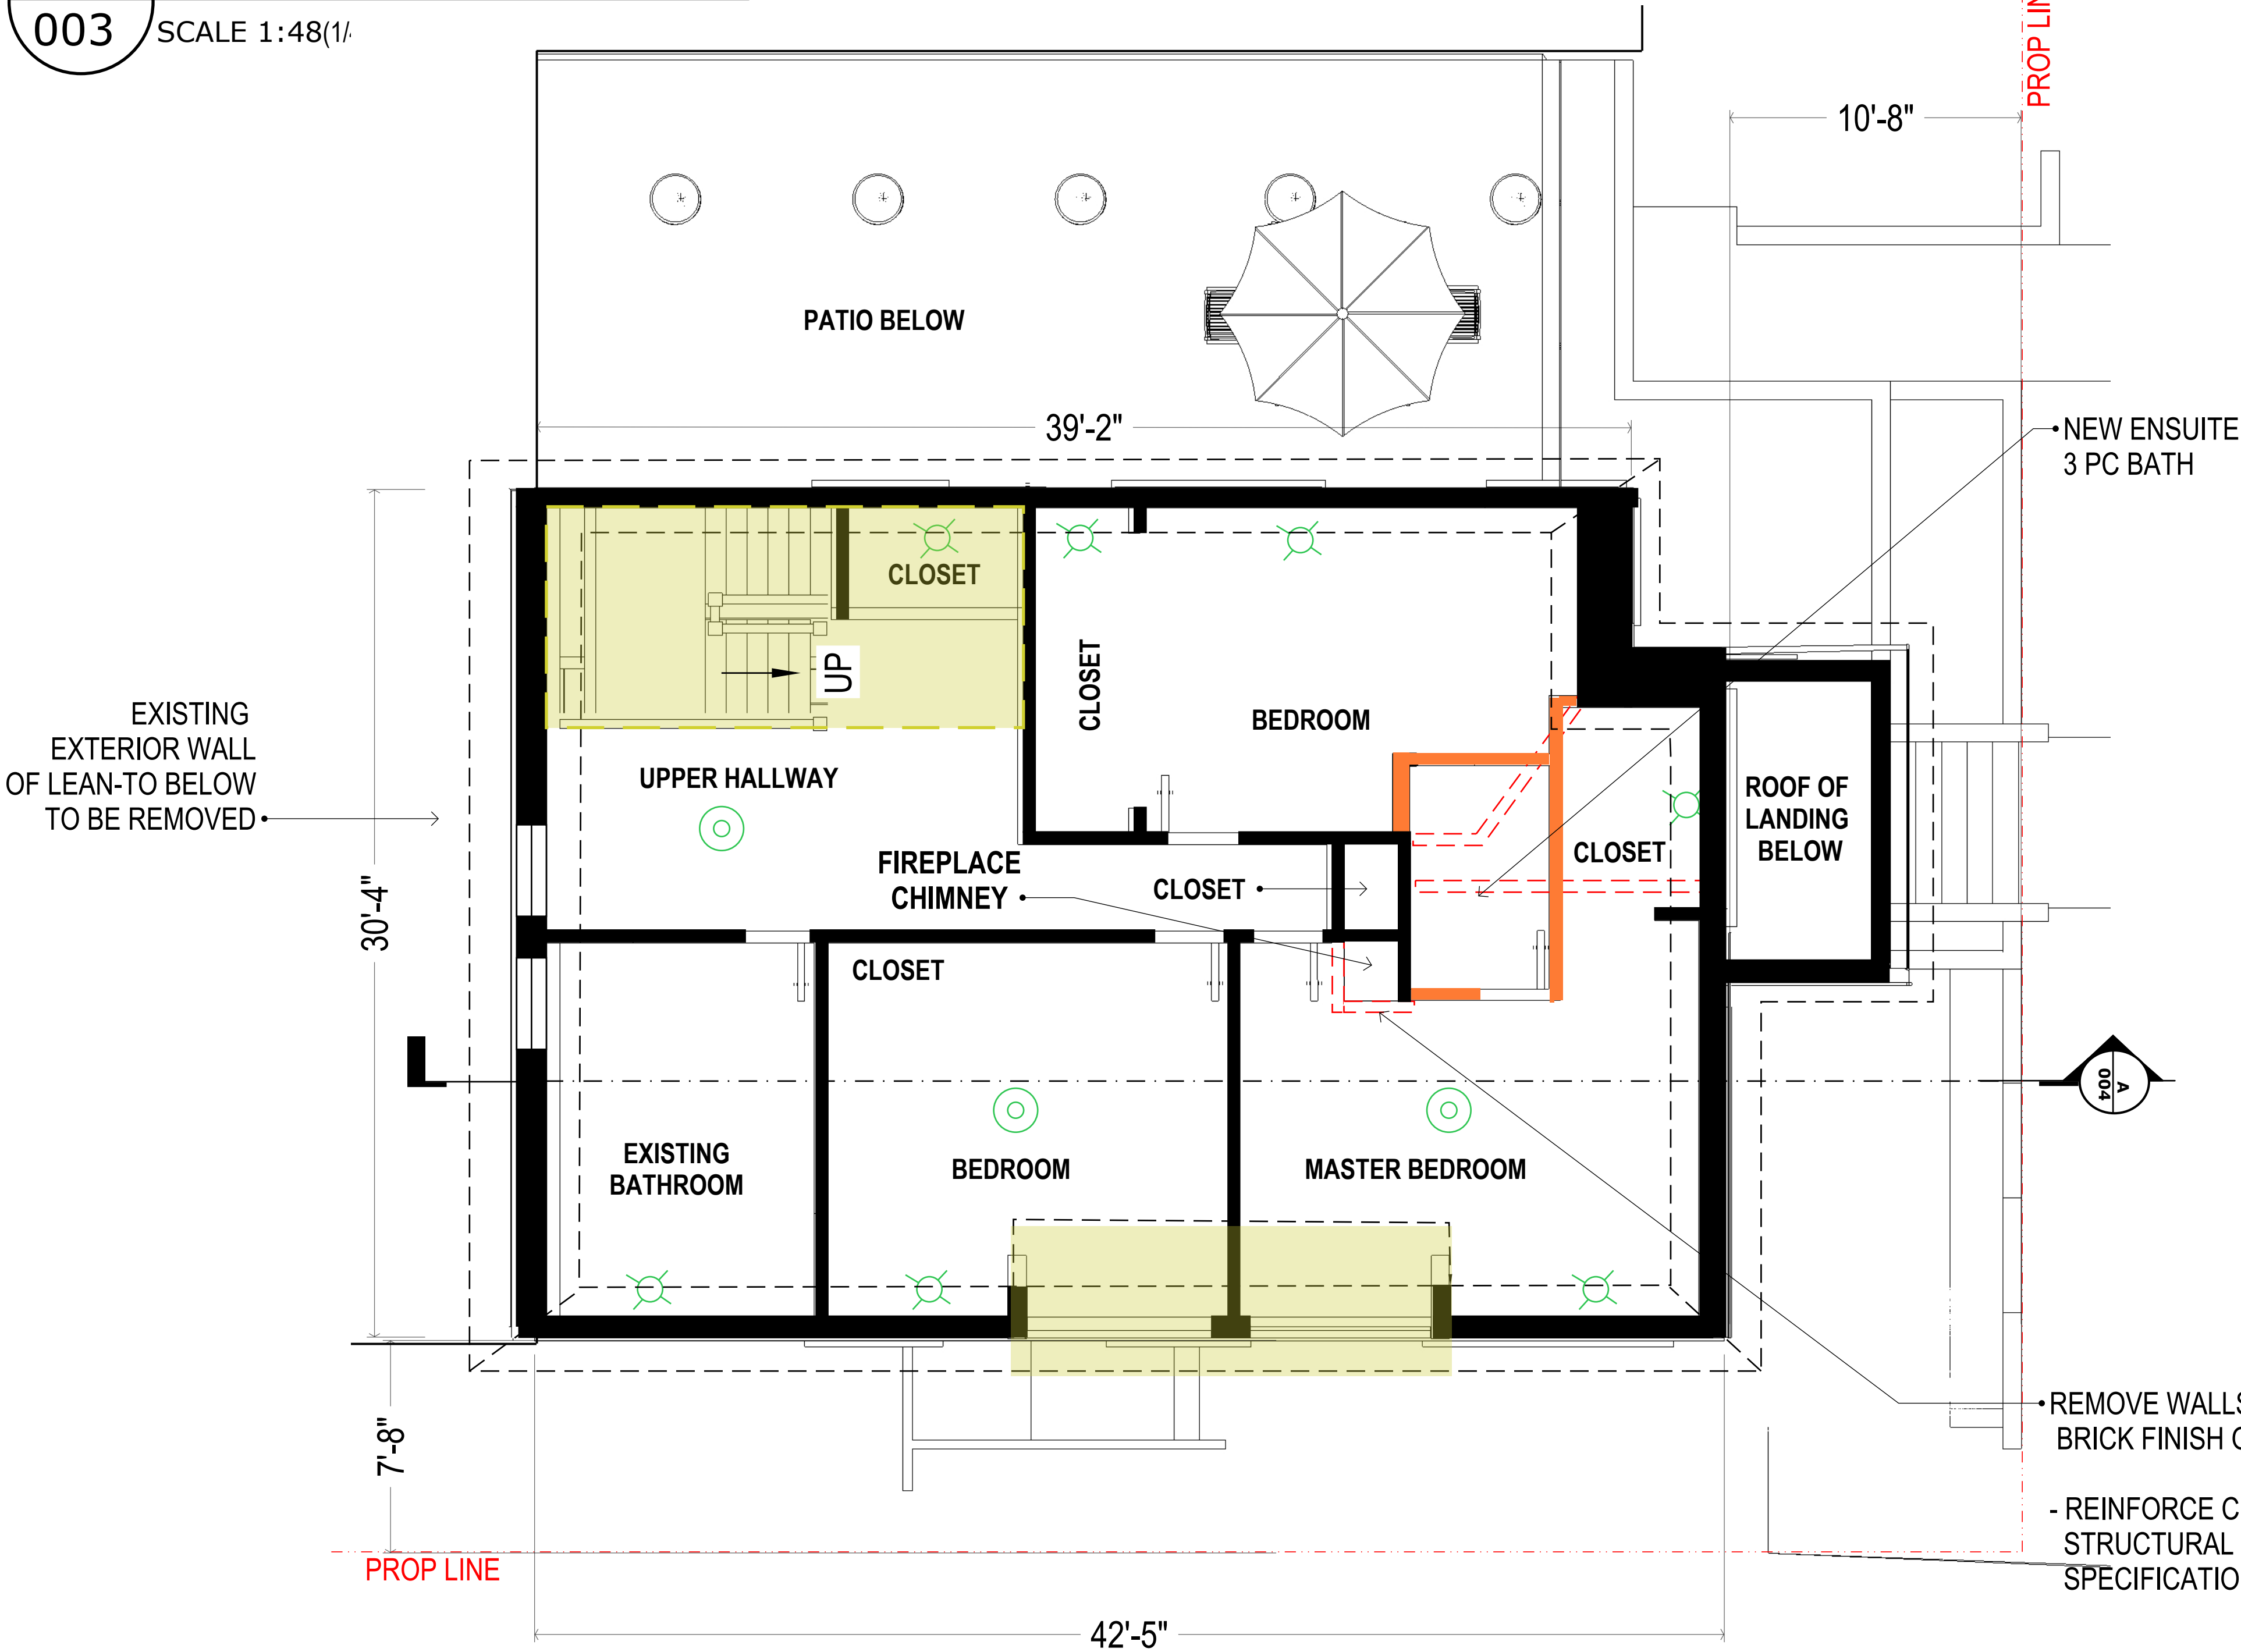 003
SCALE 1:48(1/4
PROP LIN
10'-8"
PATIO BELOW
39'-2"
NEW ENSUITE
3 PC BATH
CLOSET
UP
CLOSET
BEDROOM
EXISTING
EXTERIOR WALL
OF LEAN-TO BELOW
TO BE REMOVED
UPPER HALLWAY
ROOF OF
LANDING
BELOW
FIREPLACE
CHIMNEY
CLOSET
CLOSET
30'-4"
CLOSET
A
004
EXISTING
BATHROOM
BEDROOM
MASTER BEDROOM
7'-8"
REMOVE WALLS
BRICK FINISH
- REINFORCE
STRUCTURAL
SPECIFICATIO
PROP LINE
42'-5"